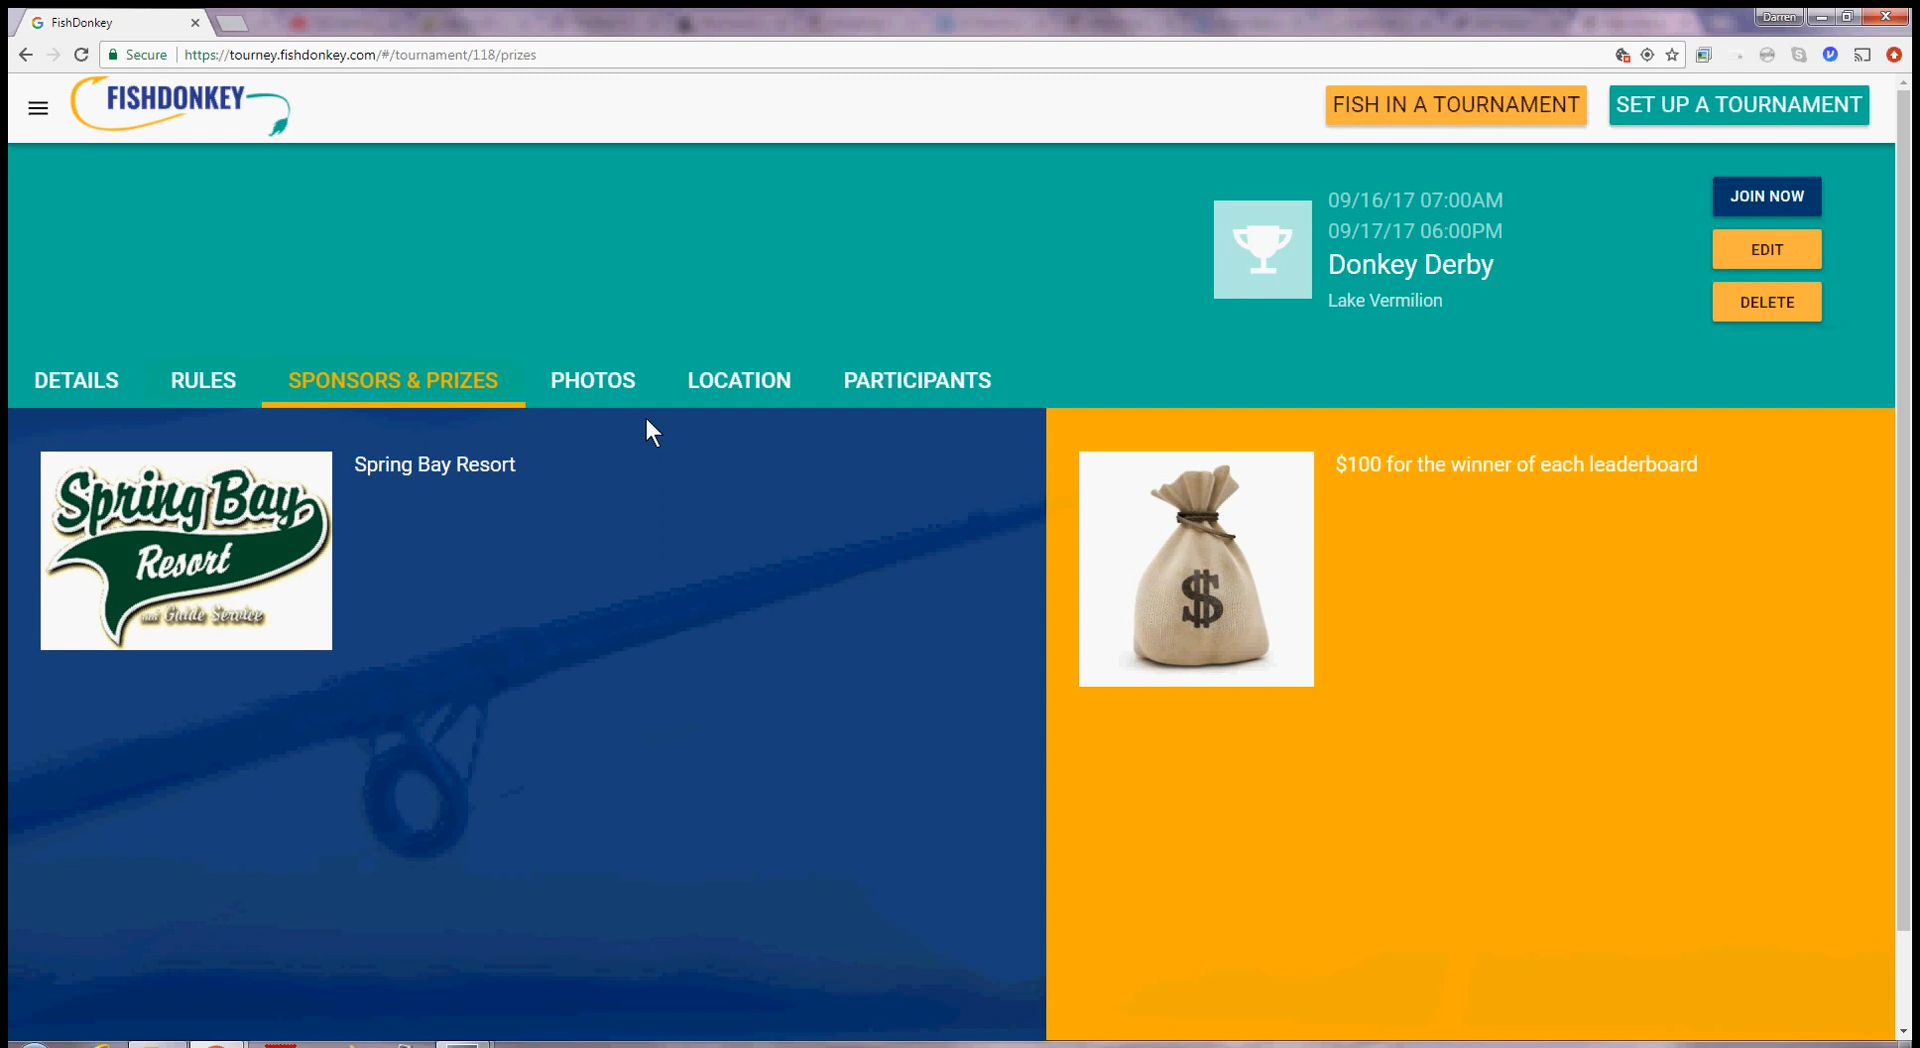 FishDonkey
Darren
Secure
https://tourney.fishdonkey.com/#/tournament/118/prizes
FISHDONKEY
FISH IN A TOURNAMENT
SET UP A TOURNAMENT
09/16/17 07:00AM
09/17/17 06:00PM
Donkey Derby
Lake Vermilion
JOIN NOW
EDIT
DELETE
DETAILS
RULES
SPONSORS & PRIZES
PHOTOS
LOCATION
PARTICIPANTS
Spring Bay
Resort
and Guide Service
Spring Bay Resort
$
$100 for the winner of each leaderboard